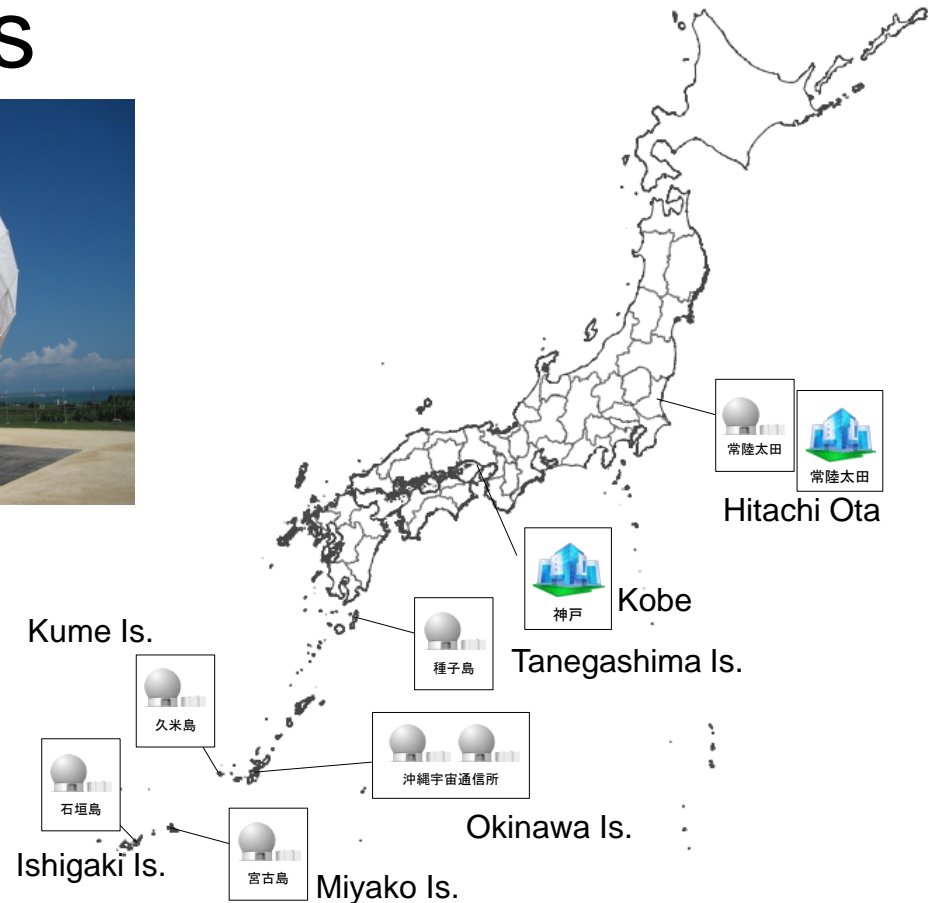 s
常陸太田
常陸太田
Hitachi Ota
神戸
Kobe
種子島
Tanegashima Is.
Kume Is.
久米島
沖縄宇宙通信所
Okinawa Is.
石垣島
Ishigaki Is.
宮古島
Miyako Is.